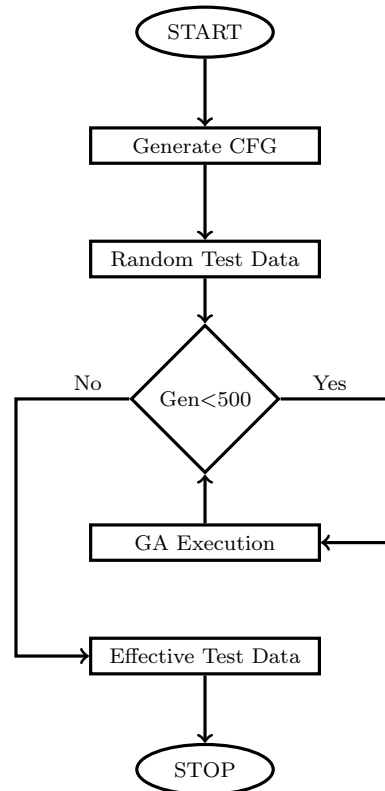 START
Generate CFG
Random Test Data
No
Yes
Gen<500
GA Execution
Effective Test Data
STOP